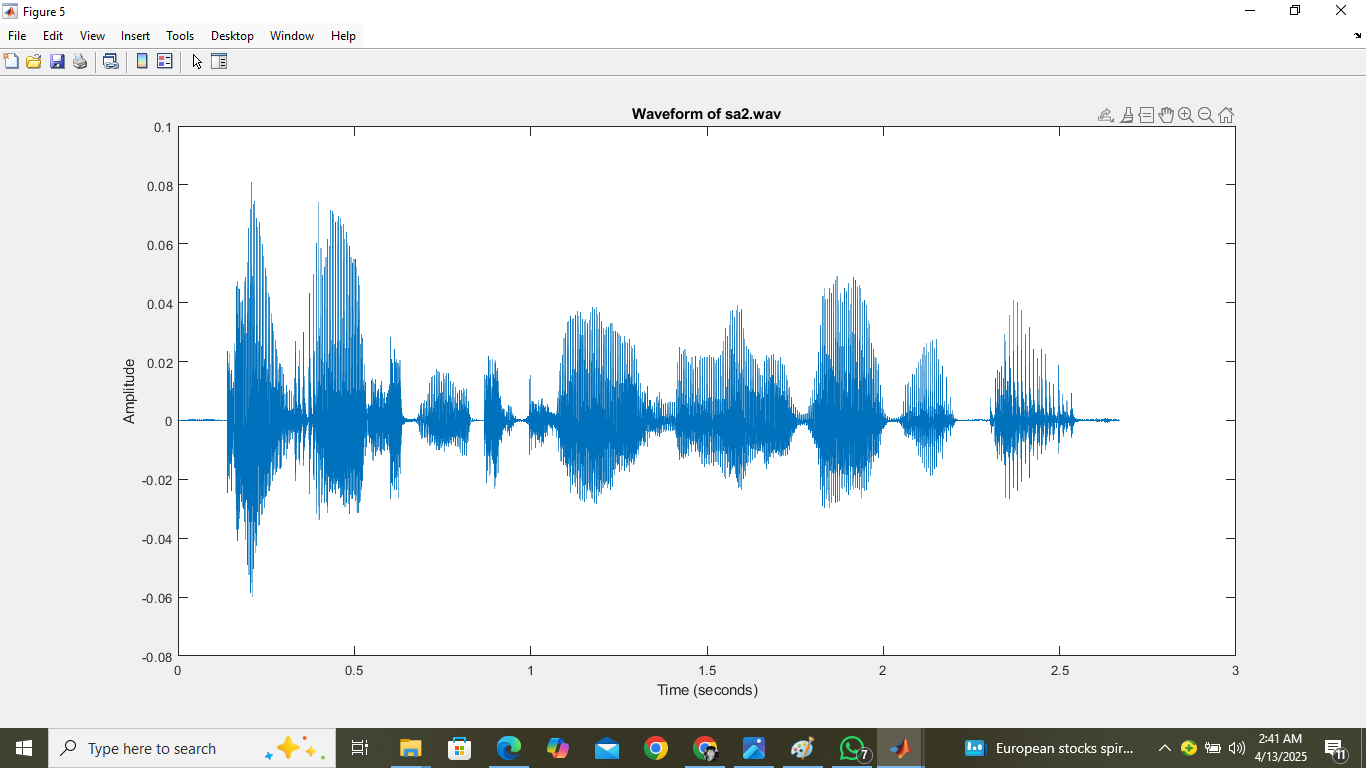 Figure 5
File Edit View Insert Tools Desktop Window Help
Waveform of sa2.wav
0.1
0.08
0.06
0.04
0.02
0
-0.02
-0.04
-0.06
-0.08
Amplitude
0 0.5 1 1.5 2 2.5 3
Time (seconds)
Type here to search
7
European stocks spir...
2:41 AM
4/13/2025
11